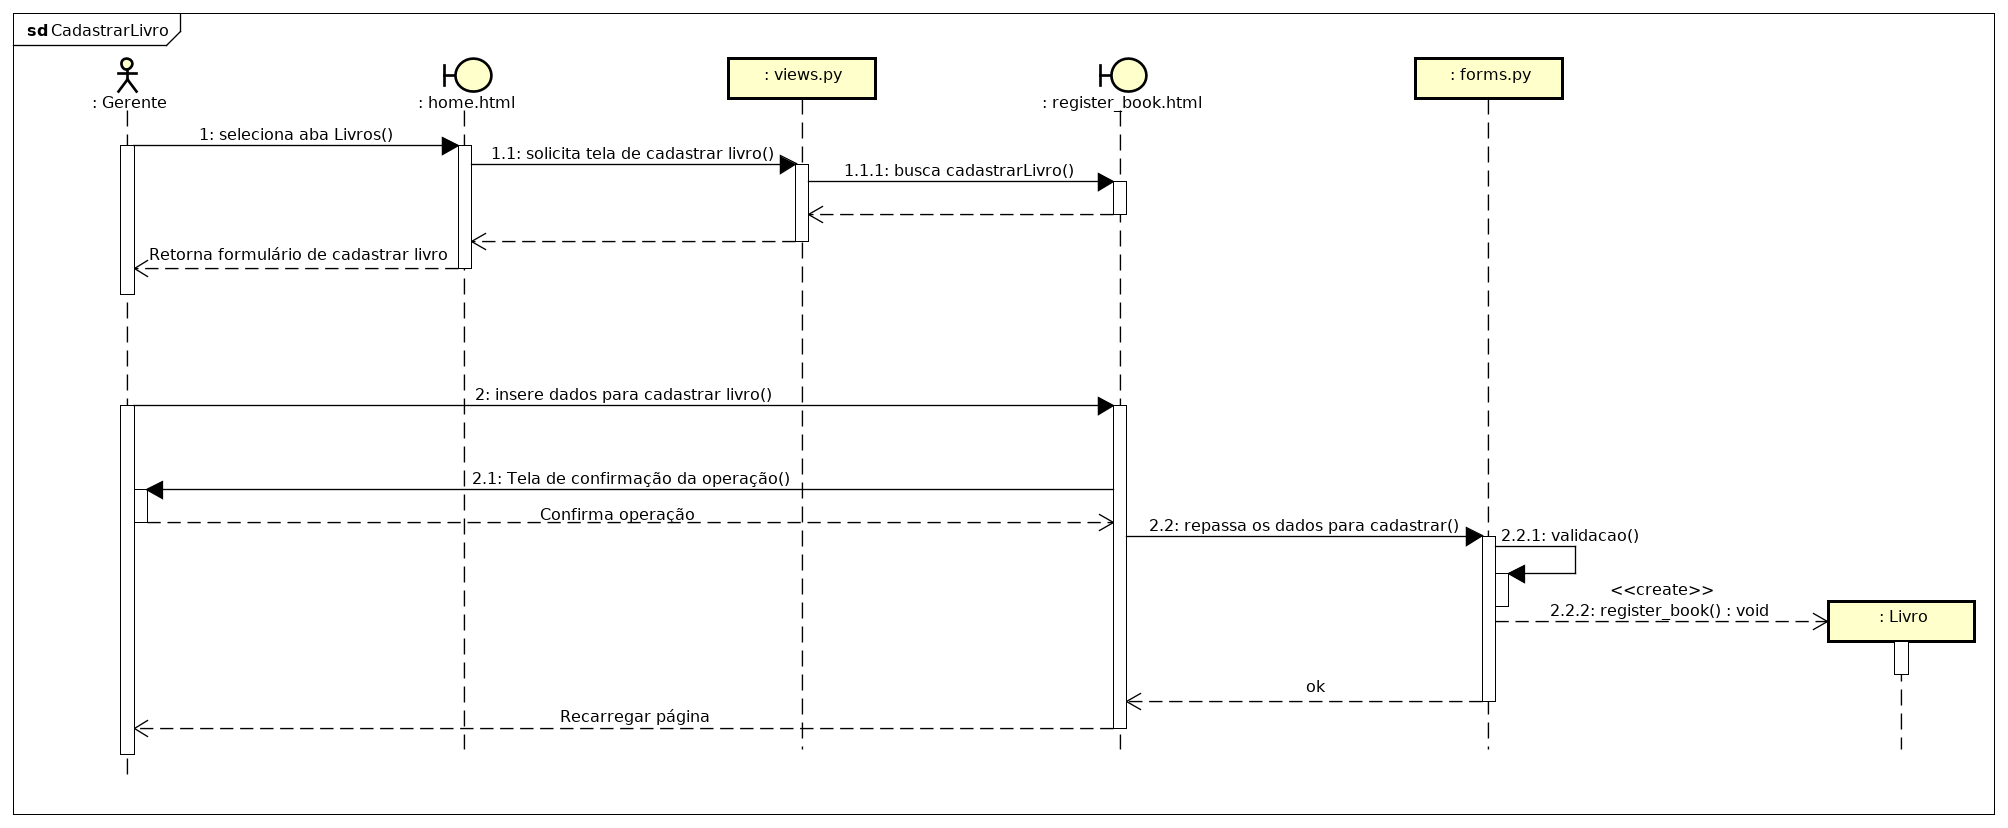 sd CadastrarLivro
: Gerente
: home.html
: views.py
: register_book.html
: forms.py
1: seleciona aba Livros()
1.1: solicita tela de cadastrar livro()
1.1.1: busca cadastrarLivro()
Retorna formulário de cadastrar livro
2: insere dados para cadastrar livro()
2.1: Tela de confirmação da operação()
Confirma operação
2.2: repassa os dados para cadastrar()
2.2.1: validacao()
<<create>>
2.2.2: register_book() : void
: Livro
ok
Recarregar página